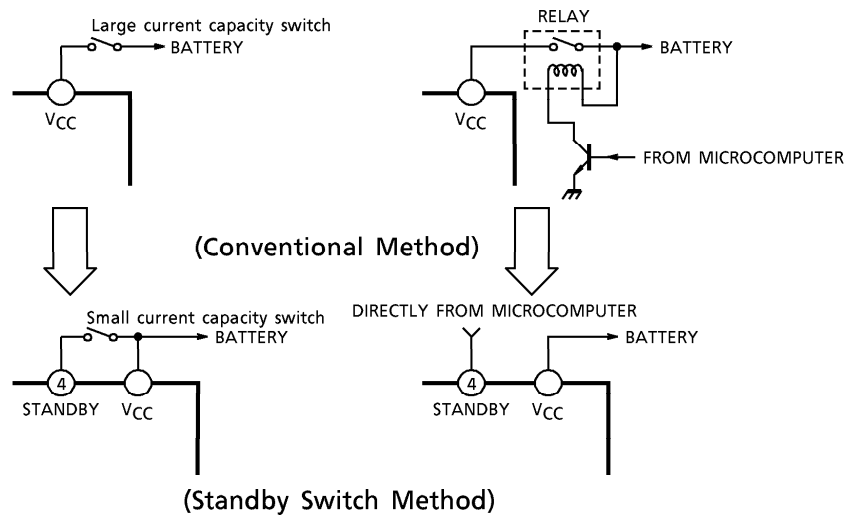 Large current capacity switch
BATTERY
VCC
RELAY
BATTERY
VCC
FROM MICROCOMPUTER
(Conventional Method)
Small current capacity switch
BATTERY
4
STANDBY
VCC
DIRECTLY FROM MICROCOMPUTER
BATTERY
4
STANDBY
VCC
(Standby Switch Method)